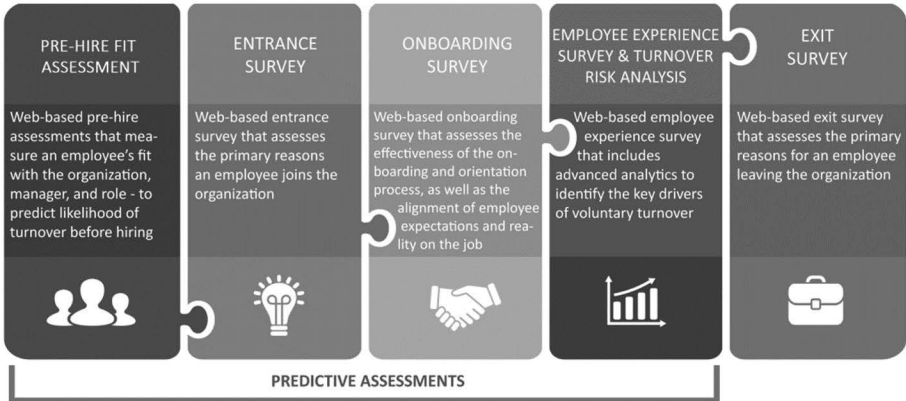 PRE-HIRE FIT
ASSESSMENT
Web-based pre-hire
assessments that mea-
sure an employee's fit
with the organization,
manager, and role - to
predict likelihood of
turnover before hiring
ENTRANCE
SURVEY
Web-based entrance
survey that assesses
the primary reasons
an employee joins the
organization
ONBOARDING
SURVEY
Web-based onboarding
survey that assesses the
effectiveness of the on-
boarding and orientation
process, as well as the
alignment of employee
expectations and rea-
lity on the job
EMPLOYEE EXPERIENCE
SURVEY & TURNOVER
RISK ANALYSIS
Web-based employee
experience survey
that includes
advanced analytics to
identify the key drivers
of voluntary turnover
EXIT
SURVEY
Web-based exit survey
that assesses the primary
reasons for an employee
leaving the organization
PREDICTIVE ASSESSMENTS